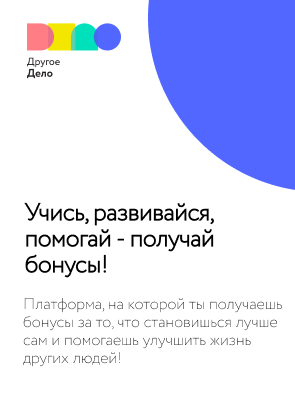 Другое
Дело
Учись, развивайся,
помогай - получай
бонусы!
Платформа, на которой ты получаешь
бонусы за то, что становишься лучше
сам и помогаешь улучшить жизнь
других людей!